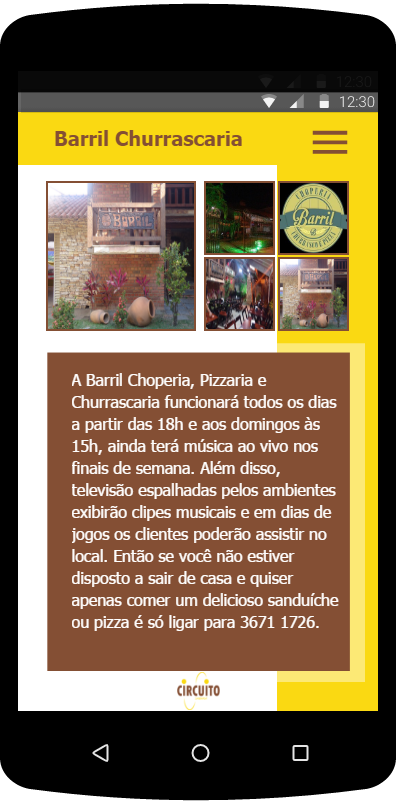 12:30
12:30
Barril Churrascaria
BARRIL
CHOPERIA
Barril
A Barril Choperia, Pizzaria e
Churrascaria funcionará todos os dias
a partir das 18h e aos domingos às
15h, ainda terá música ao vivo nos
finais de semana. Além disso,
televisão espalhadas pelos ambientes
exibirão clipes musicais e em dias de
jogos os clientes poderão assistir no
local. Então se você não estiver
disposto a sair de casa e quiser
apenas comer um delicioso sanduíche
ou pizza é só ligar para 3671 1726.
CIRCUITO